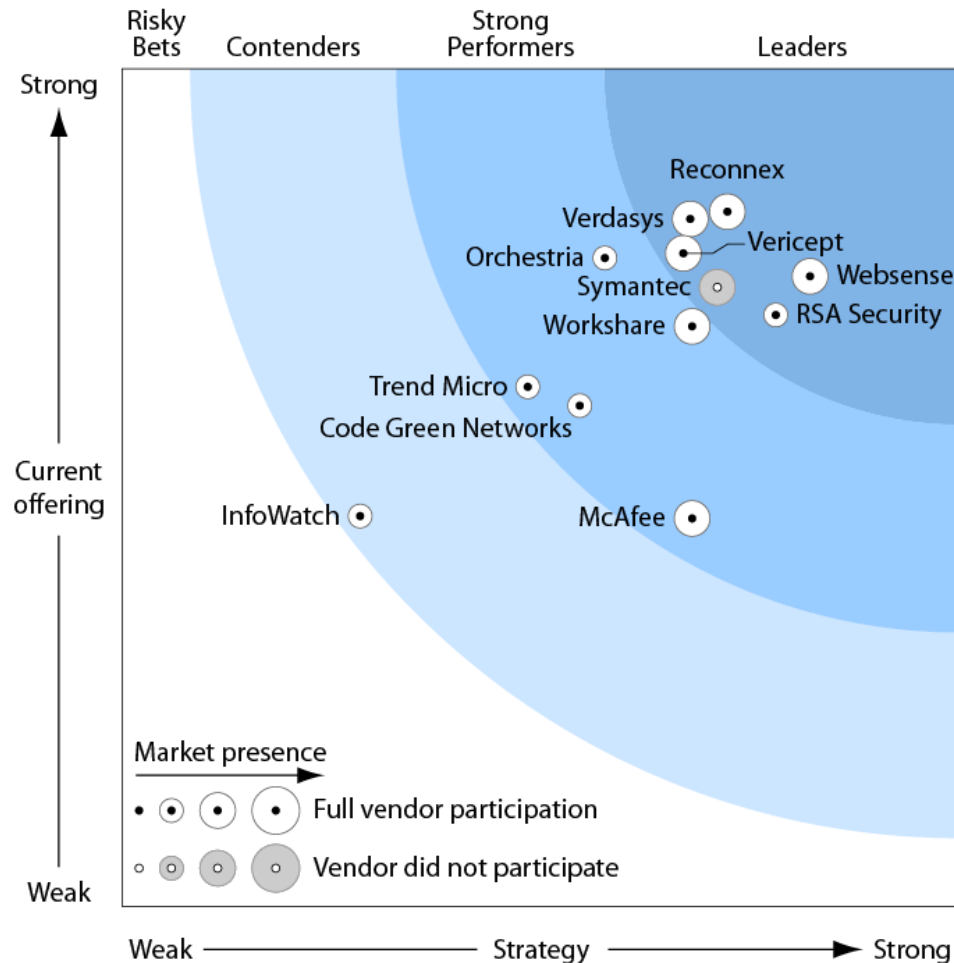 Risky
Bets
Contenders
Strong
Performers
Leaders
Strong
Reconnex
Verdasys
Vericept
Orchestria
Websense
Symantec
RSA Security
Workshare
Trend Micro
Code Green Networks
Current
offering
InfoWatch
McAfee
Market presence
Full vendor participation
Vendor did not participate
Weak
Weak
Strategy
Strong